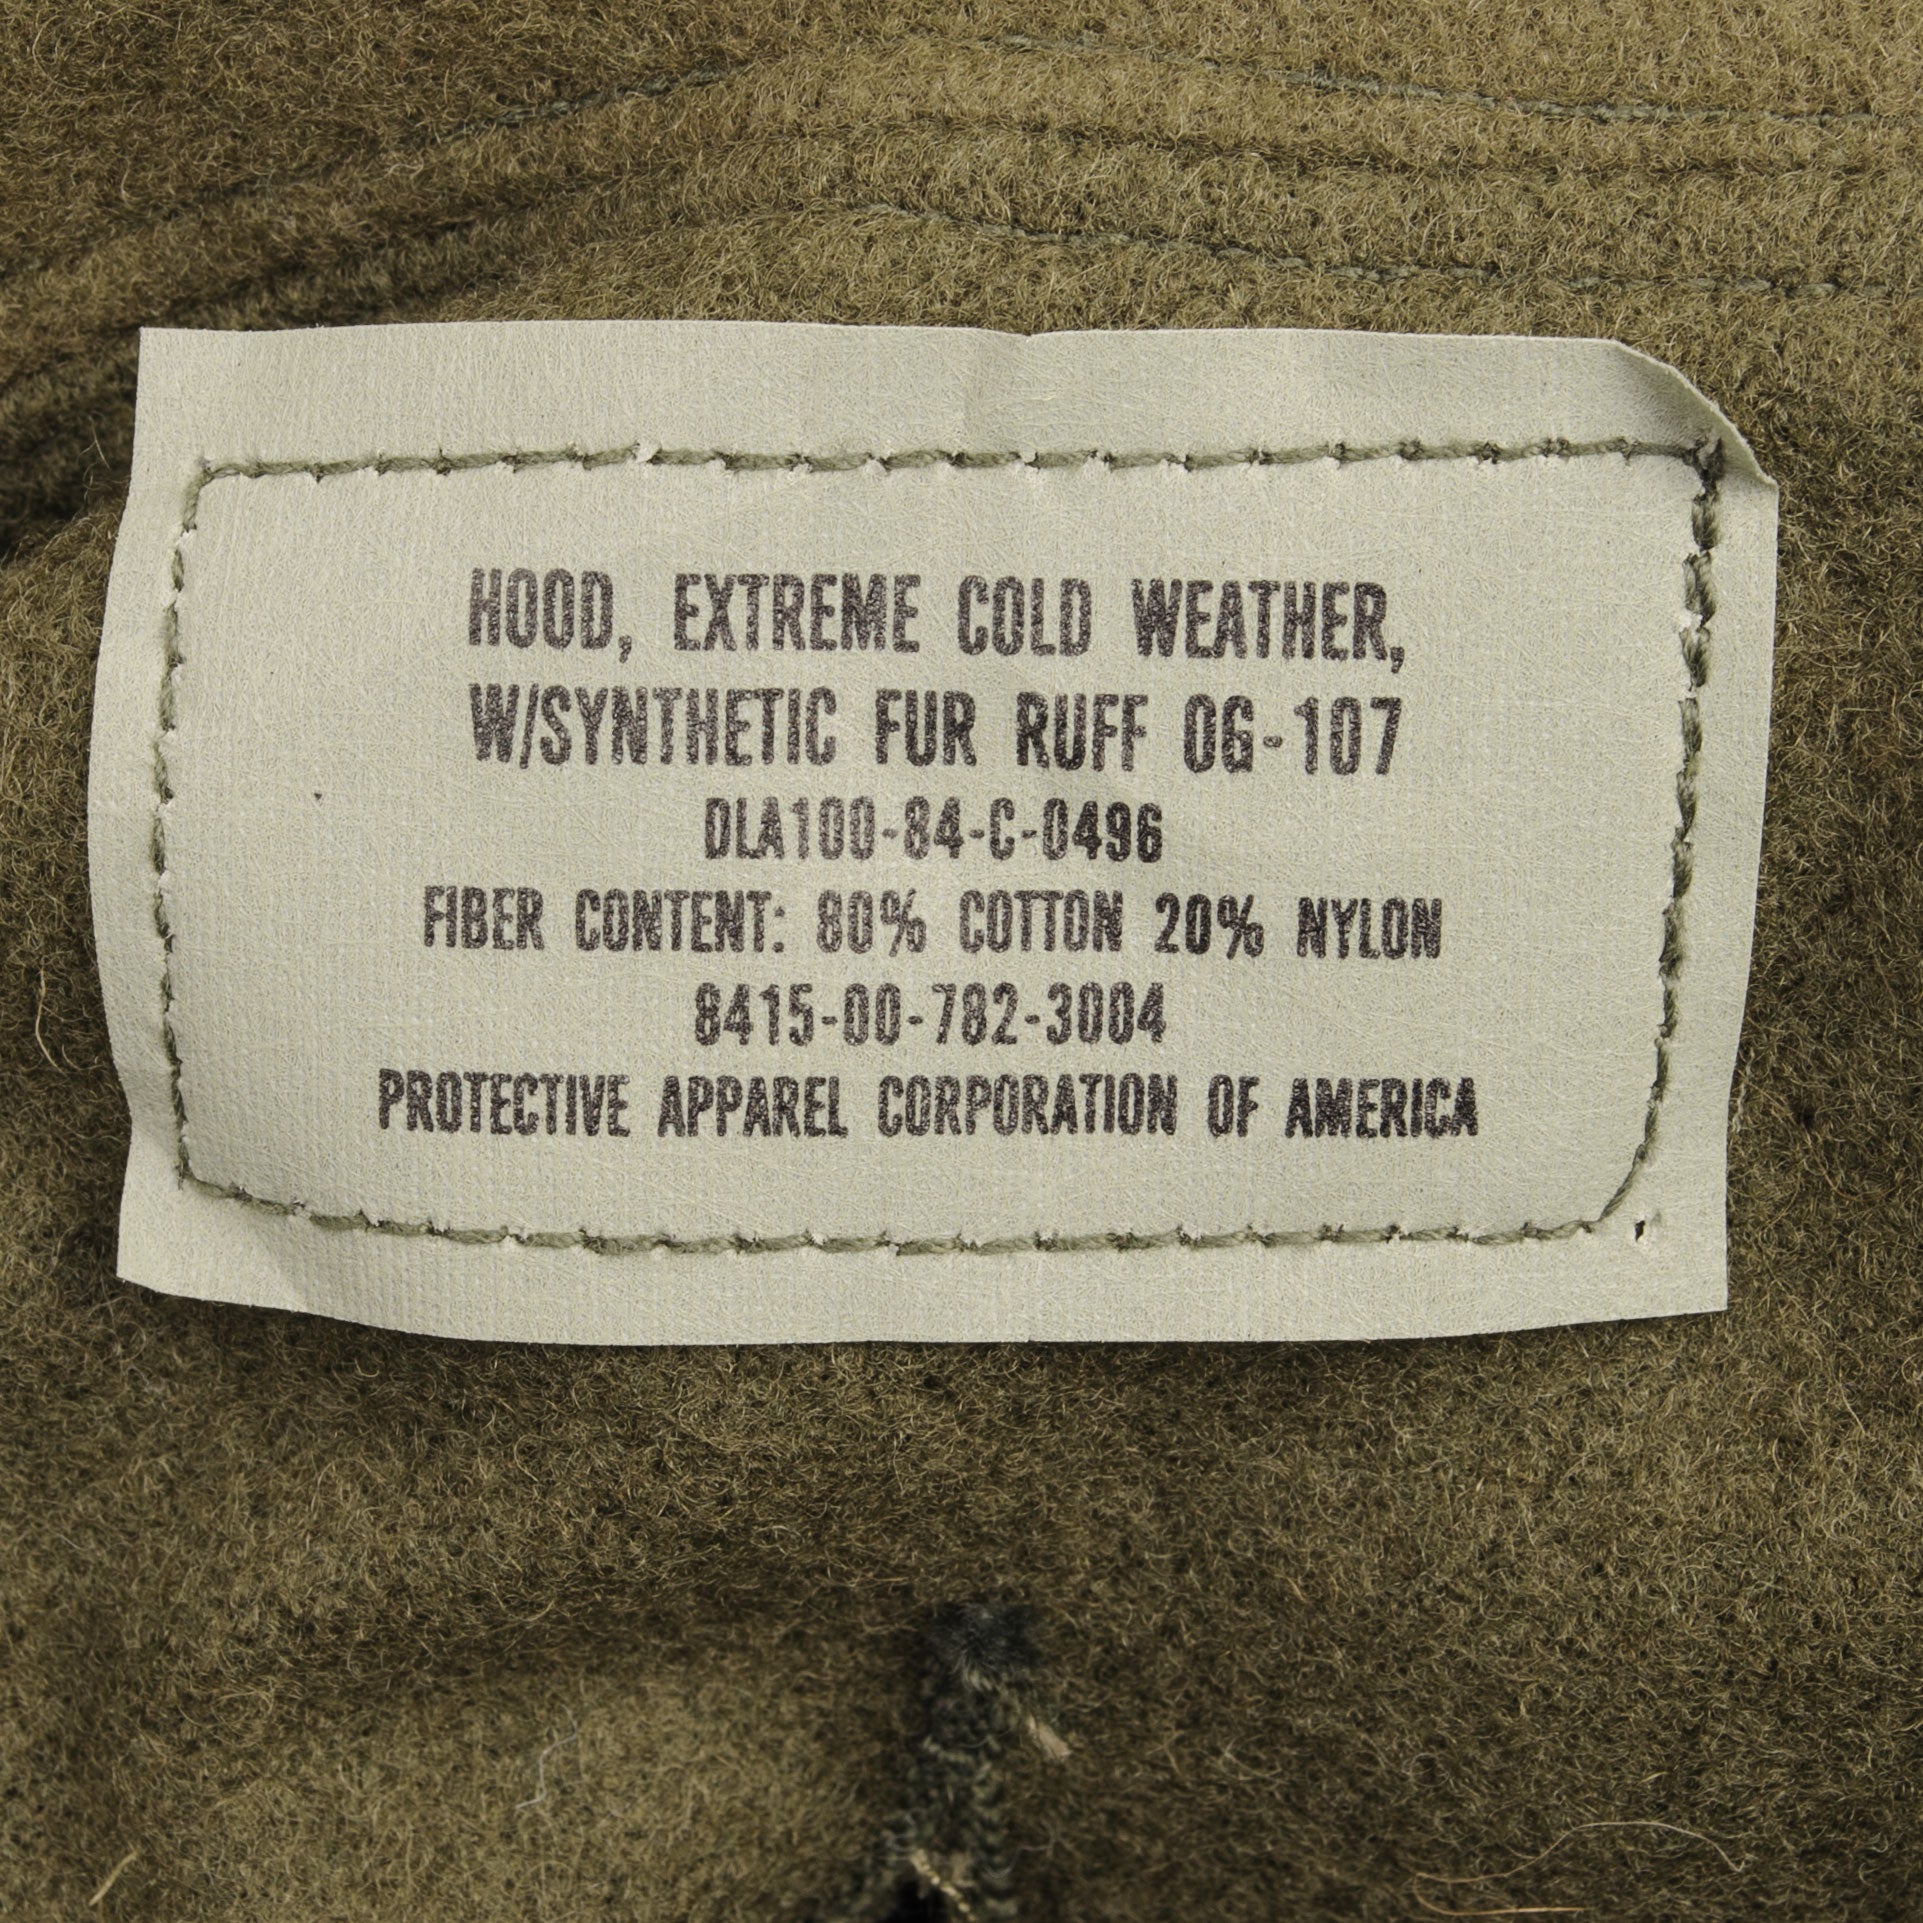 HOOD, EXTREME COLD WEATHER,
W/SYNTHETIC FUR RUFF OG-107
DLA100-84-C-0496
FIBER CONTENT: 80% COTTON 20% NYLON
8415-00-782-3004
PROTECTIVE APPAREL CORPORATION OF AMERICA